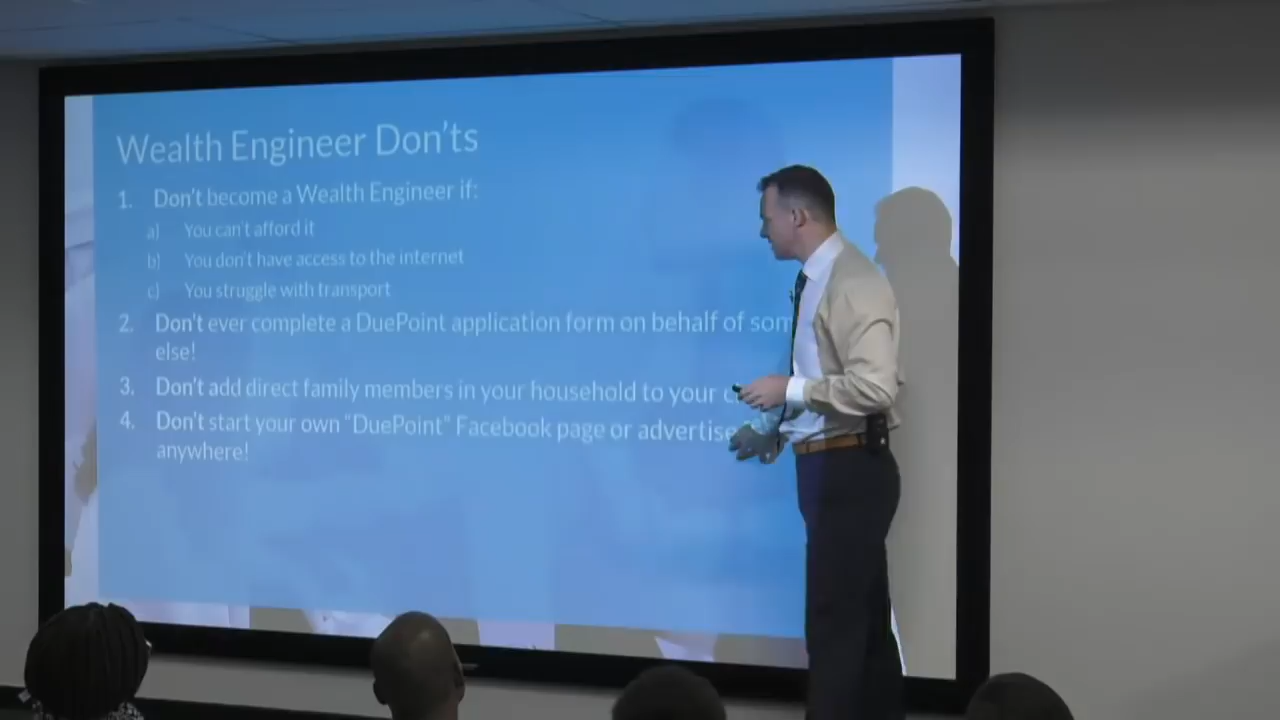 Wealth Engineer Don'ts
1. Don't become a Wealth Engineer if:
a) You can't afford it
b) You don't have access to the internet
c) You struggle with transport
2. Don't ever complete a DuePoint application form on behalf of
else!
3. Don't add direct family members in your household to your
4. Don't start your own "DuePoint" Facebook page or advertise
anywhere!